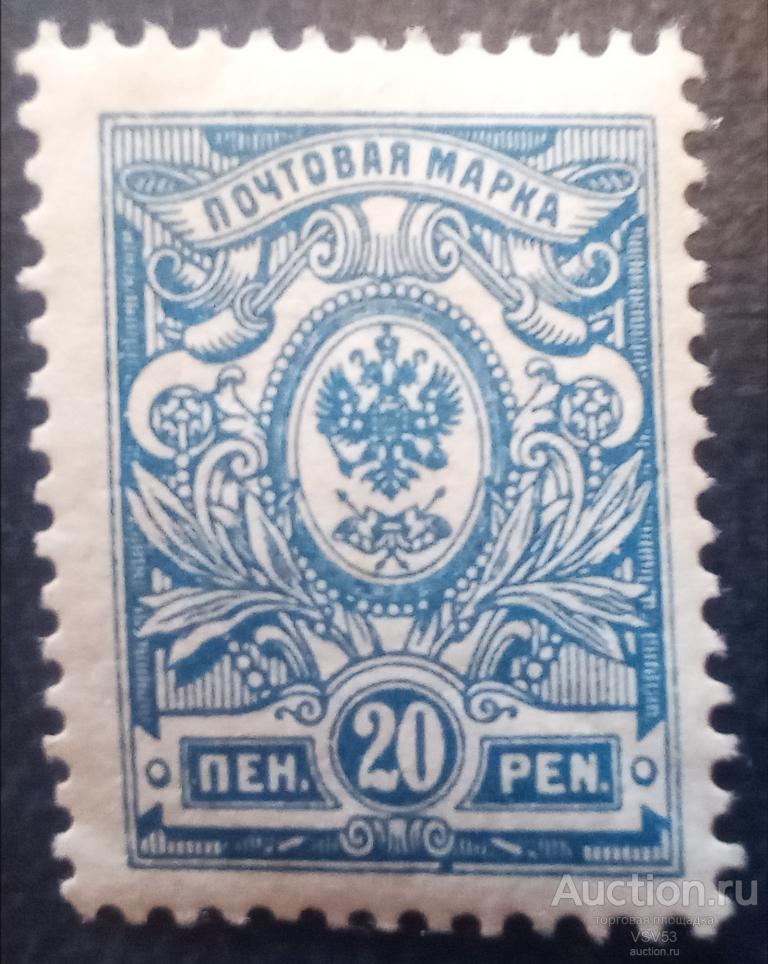 ПОЧТОВАЯ МАРКА
ПЕН. 20 PEN.
Auction.ru
торговая площадка
VSV53
auction.ru